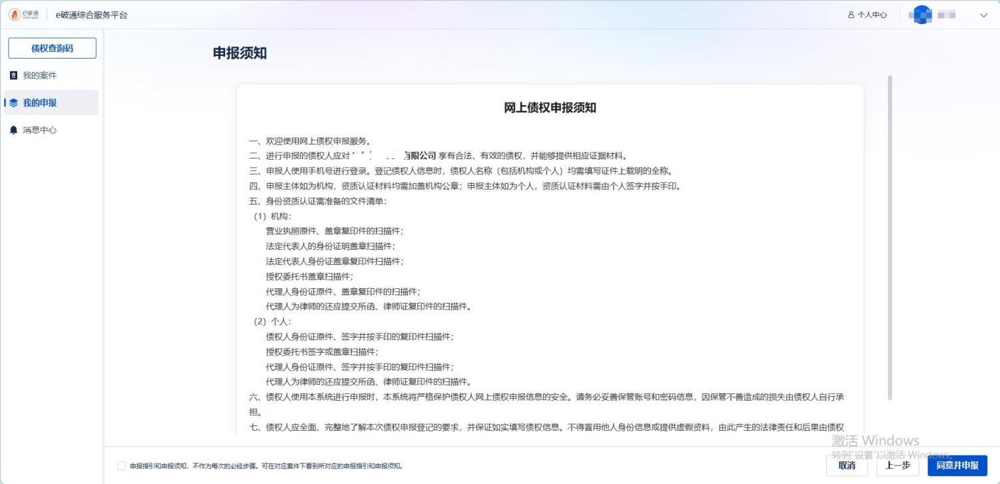 e破通
e破通综合服务平台
个人中心
债权查询码
我的案件
我的申报
消息中心
申报须知
网上债权申报须知
一、欢迎使用网上债权申报服务。
二、进行申报的债权人应对 有限公司 享有合法、有效的债权，并能够提供相应证据材料。
三、申报人使用手机号进行登录。登记债权人信息时，债权人名称（包括机构或个人）均需填写证件上载明的全称。
四、申报主体如为机构，资质认证材料均需加盖机构公章；申报主体如为个人，资质认证材料需由个人签字并按手印。
五、身份资质认证需准备的文件清单：
（1）机构：
营业执照原件、盖章复印件的扫描件；
法定代表人的身份证明盖章扫描件；
法定代表人身份证盖章复印件扫描件；
授权委托书盖章扫描件；
代理人身份证原件、盖章复印件的扫描件；
代理人为律师的还应提交所函、律师证复印件的扫描件。
（2）个人：
债权人身份证原件、签字并按手印的复印件扫描件；
授权委托书签字或盖章扫描件；
代理人身份证原件、签字并按手印的复印件扫描件；
代理人为律师的还应提交所函、律师证复印件的扫描件。
六、债权人使用本系统进行申报时，本系统将严格保护债权人网上债权申报信息的安全。请务必妥善保管账号和密码信息，因保管不善造成的损失由债权人自行承
担。
七、债权人应全面、完整地了解本次债权申报登记的要求，并保证如实填写债权信息。不得冒用他人身份信息或提供虚假资料，由此产生的法律责任和后果由债权
激活 Windows
转到"设置"以激活 Windows。
申报指引和申报须知，不作为每次的必经步骤。可在对应案件下看到所对应的申报指引和申报须知。
取消
上一步
同意并申报